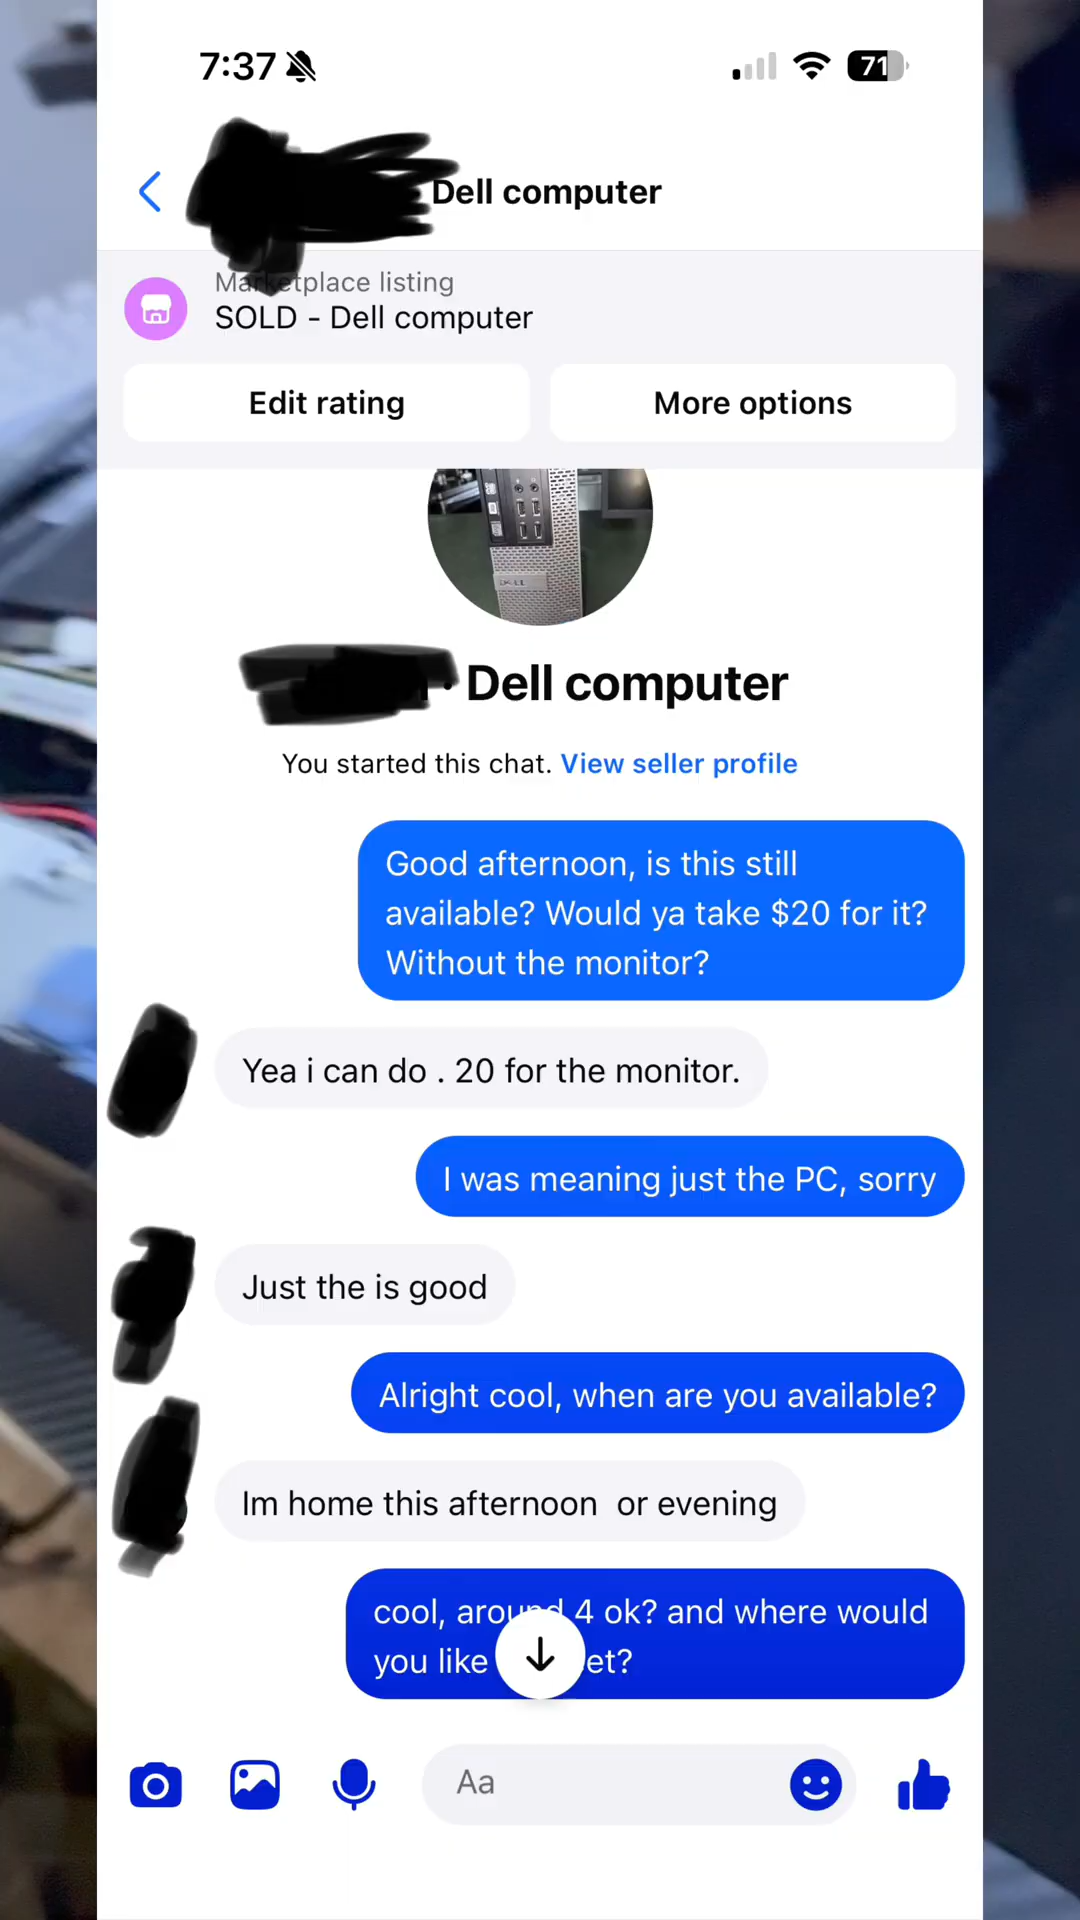 7:37
71
Dell computer
Marketplace listing
SOLD - Dell computer
Edit rating
More options
DELL
Dell computer
You started this chat. View seller profile
Good afternoon, is this still
available? Would ya take $20 for it?
Without the monitor?
Yea i can do . 20 for the monitor.
I was meaning just the PC, sorry
Just the is good
Alright cool, when are you available?
Im home this afternoon  or evening
cool, around 4 ok? and where would
you like et?
Aa